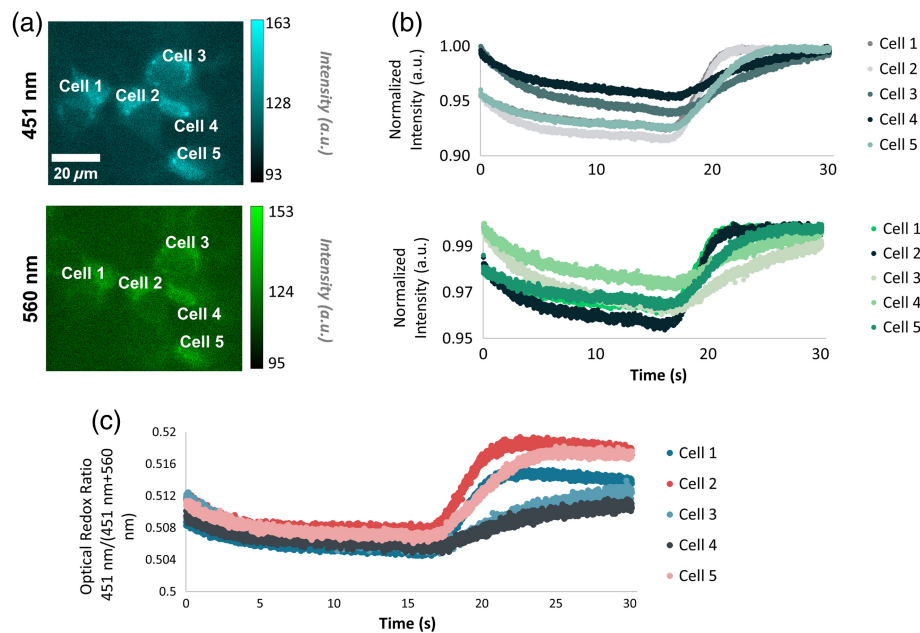 (a)
451 nm
Cell 1
Cell 2
Cell 3
Cell 4
Cell 5
20 µm
163
128
93
Intensity (a.u.)
560 nm
Cell 1
Cell 2
Cell 3
Cell 4
Cell 5
153
124
95
Intensity (a.u.)
(b)
Normalized
Intensity (a.u.)
1.00
0.95
0.90
0
10
20
30
Cell 1
Cell 2
Cell 3
Cell 4
Cell 5
Normalized
Intensity (a.u.)
0.99
0.97
0.95
0
10
20
30
Time (s)
Cell 1
Cell 2
Cell 3
Cell 4
Cell 5
(c)
Optical Redox Ratio
451 nm/(451 nm+560
nm)
0.52
0.516
0.512
0.508
0.504
0.5
0
5
10
15
20
25
30
Time (s)
Cell 1
Cell 2
Cell 3
Cell 4
Cell 5